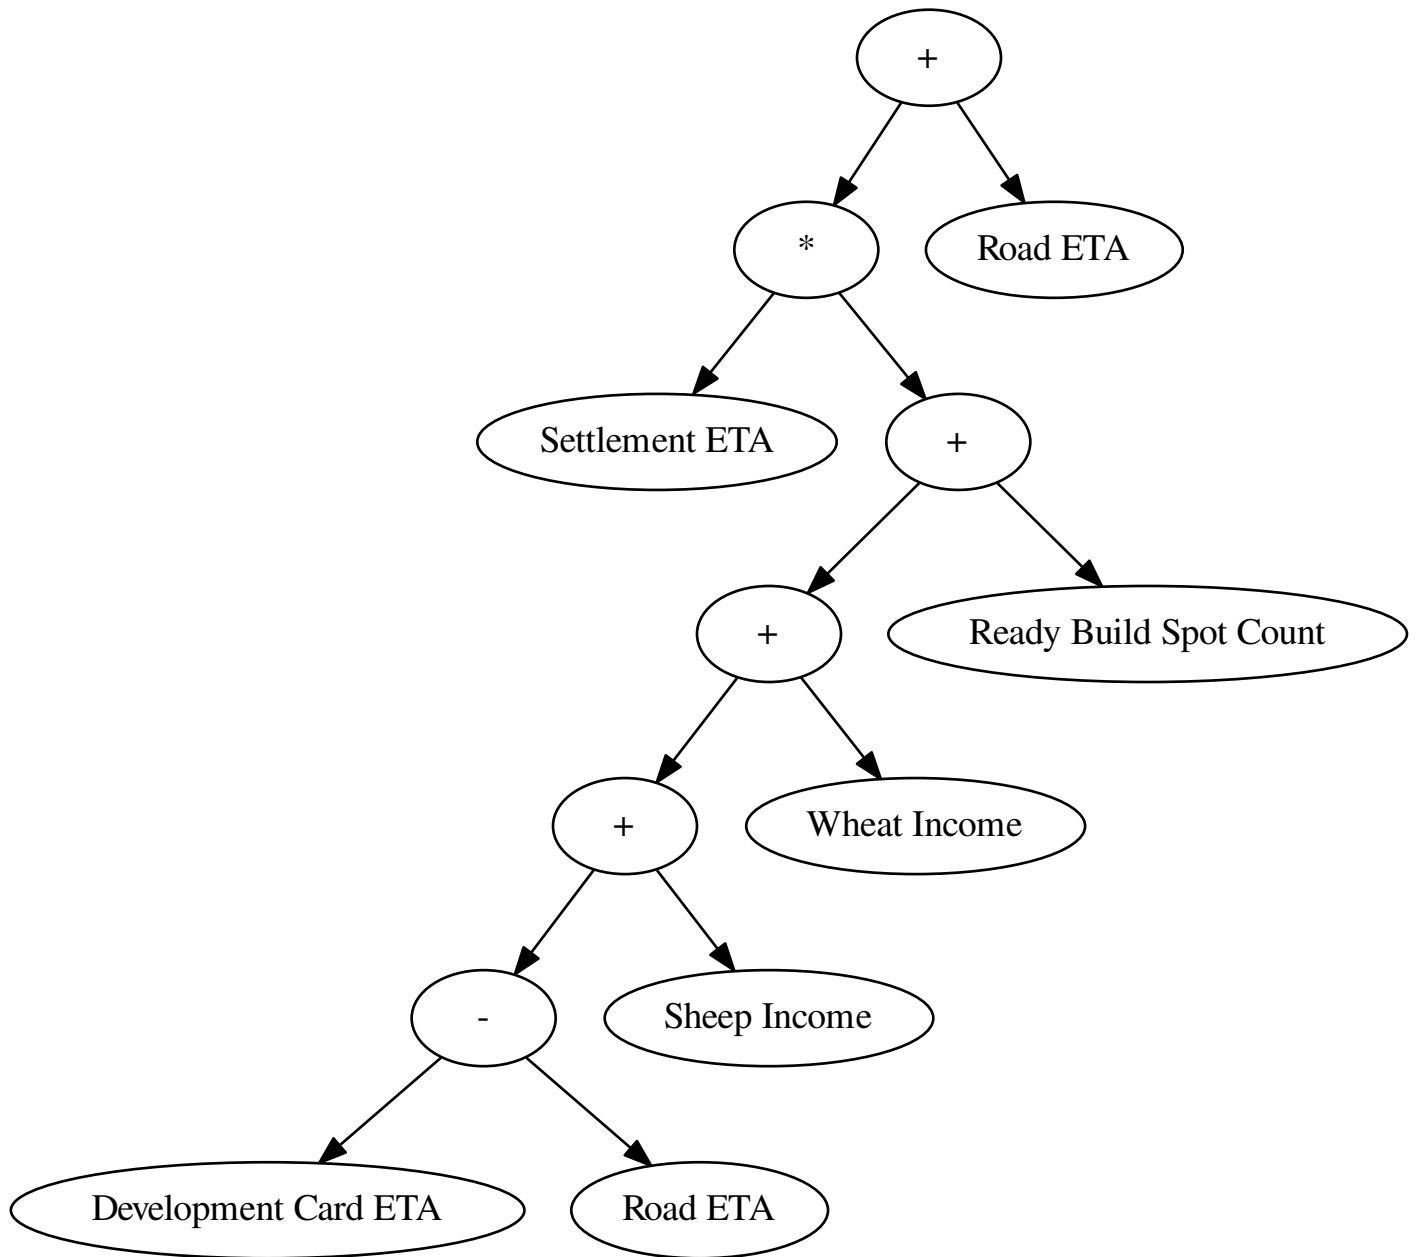 +
*
Road ETA
Settlement ETA
+
+
Ready Build Spot Count
+
Wheat Income
-
Sheep Income
Development Card ETA
Road ETA